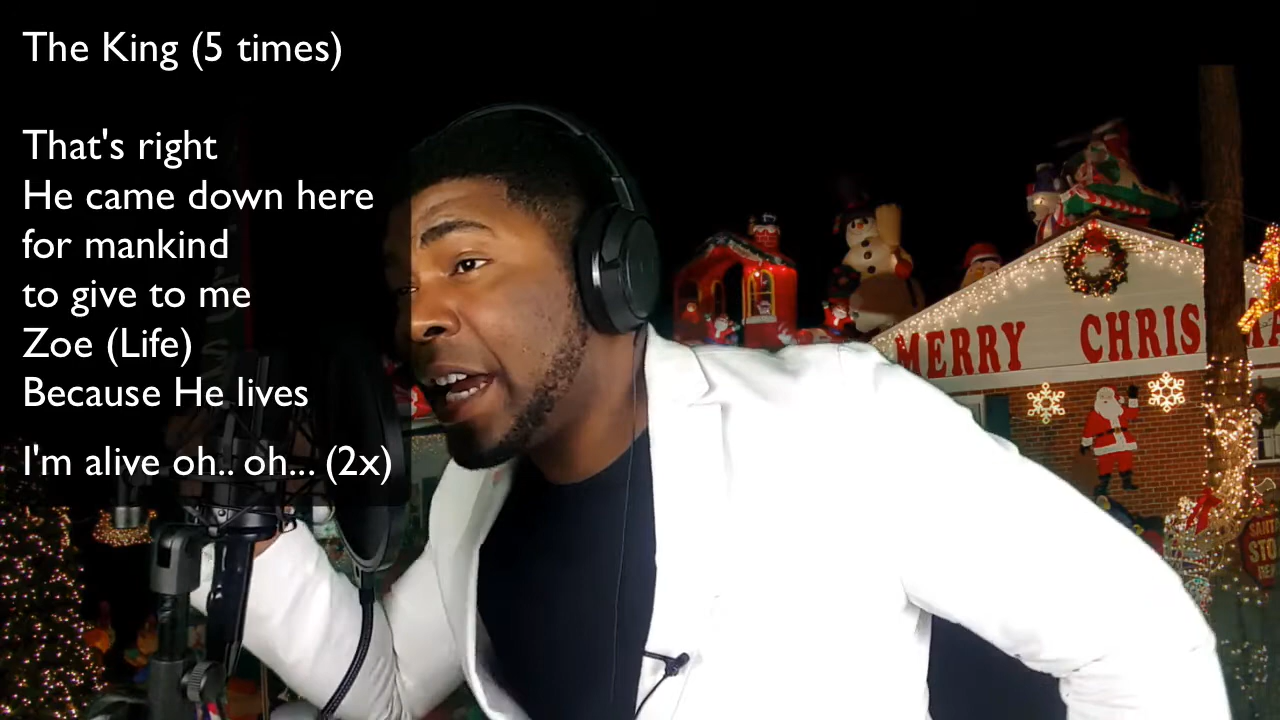 The King (5 times)
That's right
He came down here
for mankind
to give to me
Zoe (Life)
Because He lives
I'm alive oh.. oh... (2x)
MERRY CHRIS
STO